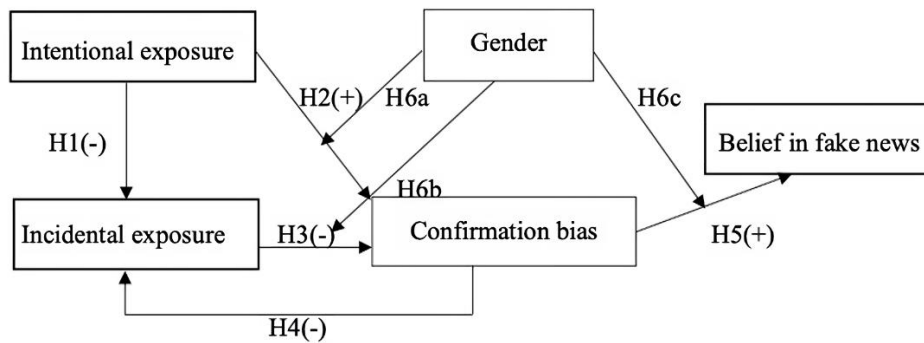 Intentional exposure
Gender
H2(+)
H6a
H6c
H1(-)
Belief in fake news
H6b
Incidental exposure
H3(-)
Confirmation bias
H5(+)
H4(-)